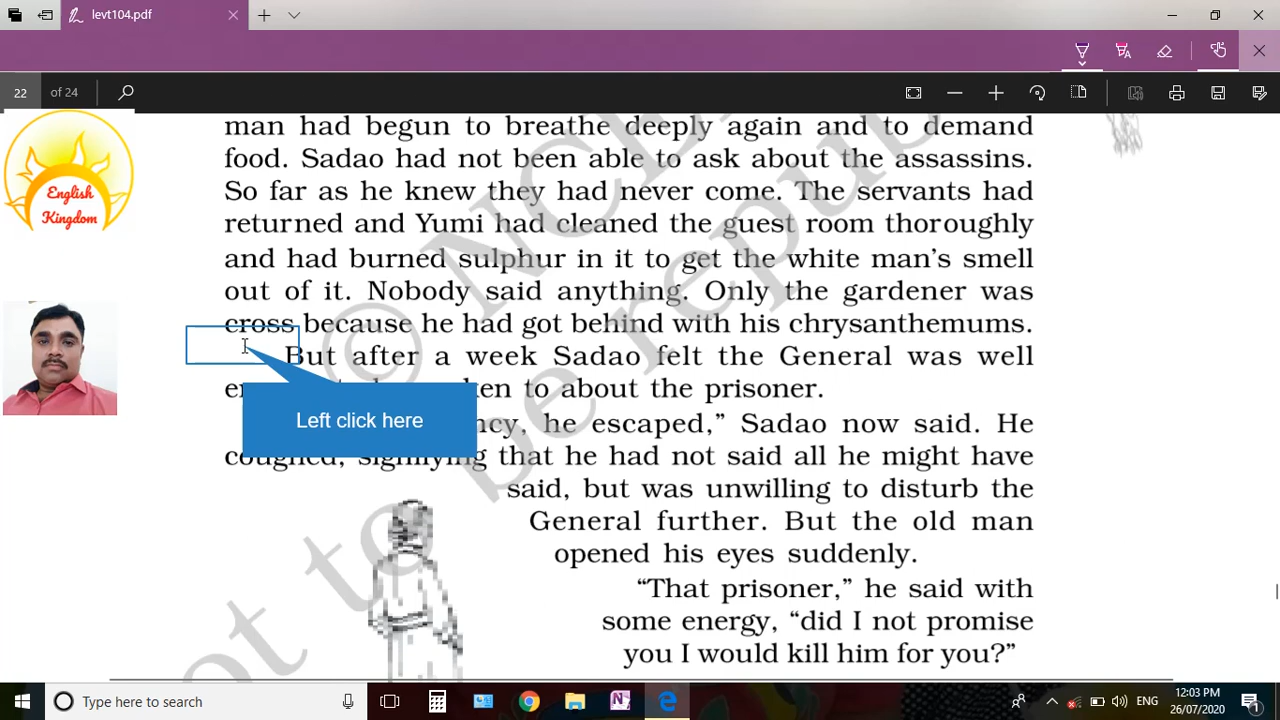 levt104.pdf
22 of 24
man had begun to breathe deeply again and to demand
food. Sadao had not been able to ask about the assassins.
So far as he knew they had never come. The servants had
returned and Yumi had cleaned the guest room thoroughly
and had burned sulphur in it to get the white man's smell
out of it. Nobody said anything. Only the gardener was
cross because he had got behind with his chrysanthemums.
But after a week Sadao felt the General was well
to about the prisoner.
Left click here
he escaped,” Sadao now said. He
coughed, signifying that he had not said all he might have
said, but was unwilling to disturb the
General further. But the old man
opened his eyes suddenly.
“That prisoner,” he said with
some energy, “did I not promise
you I would kill him for you?”
English
Kingdom
© NCE
not to be repub
Type here to search
ENG
12:03 PM
26/07/2020
1